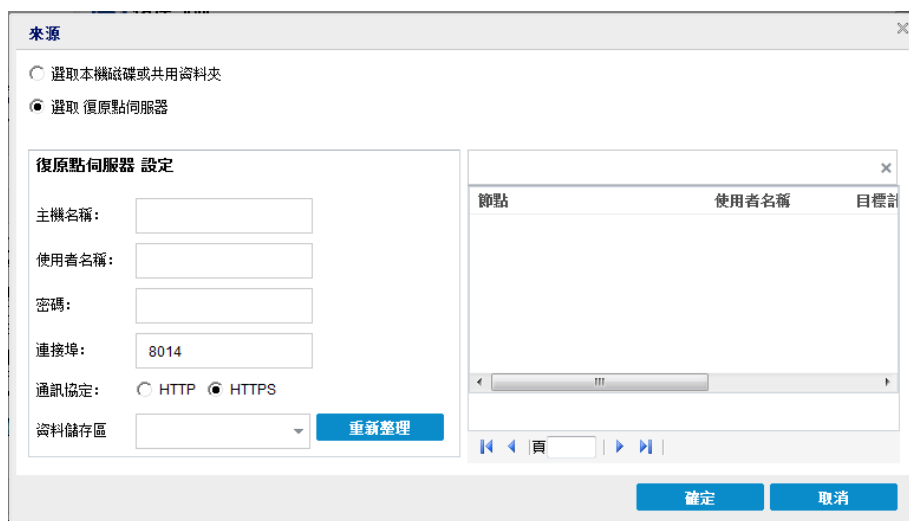 來源
選取本機磁碟或共用資料夾
選取 復原點伺服器
復原點伺服器 設定
主機名稱:
使用者名稱:
密碼:
連接埠: 8014
通訊協定: HTTP HTTPS
資料儲存區 重新整理
節點 使用者名稱 目標計
頁
確定 取消